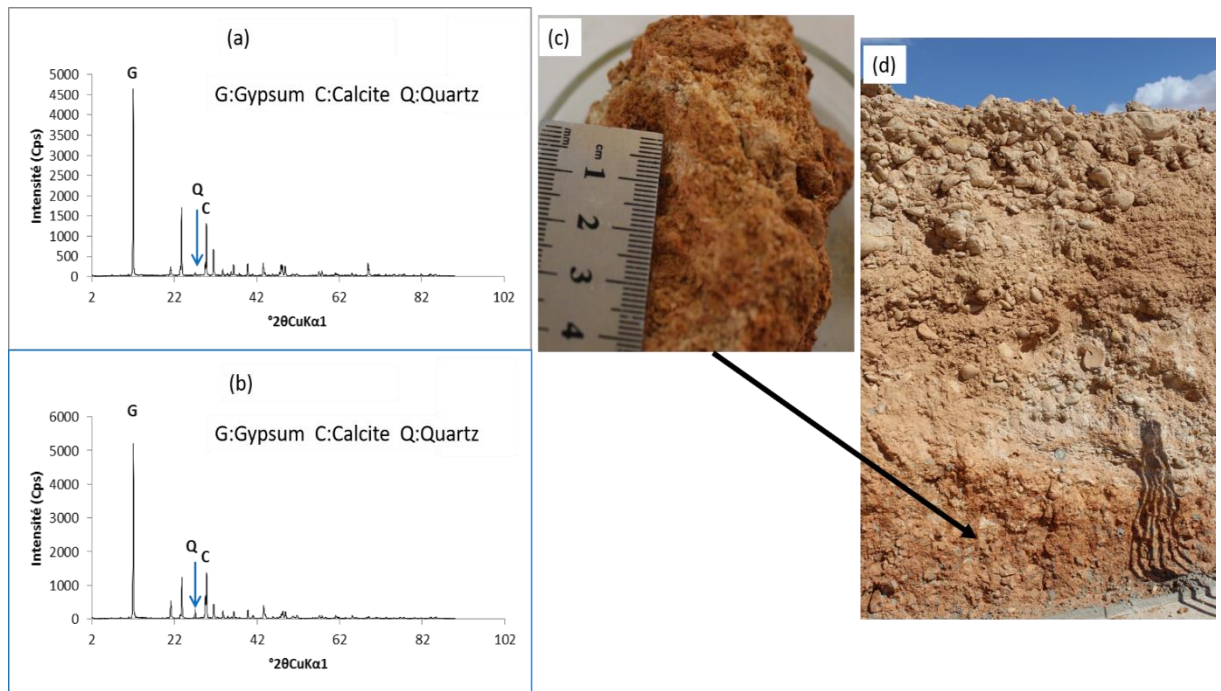 (a)
G:Gypsum C:Calcite Q:Quartz
Intensité (Cps)
5000
4500
4000
3500
3000
2500
2000
1500
1000
500
0
G
Q
C
2 22 42 62 82 102
°2θCuKα1
(b)
G:Gypsum C:Calcite Q:Quartz
Intensité (Cps)
6000
5000
4000
3000
2000
1000
0
G
Q
C
2 22 42 62 82 102
°2θCuKα1
(c)
mm
cm
1
2
3
4
(d)